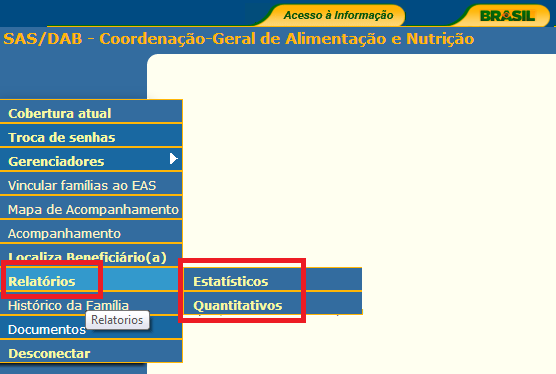 Acesso à Informação
BRASIL
SAS/DAB - Coordenação-Geral de Alimentação e Nutrição
Cobertura atual
Troca de senhas
Gerenciadores
Vincular famílias ao EAS
Mapa de Acompanhamento
Acompanhamento
Localiza Beneficiário(a)
Relatórios
Estatísticos
Quantitativos
Histórico da Família
Relatorios
Documentos
Desconectar